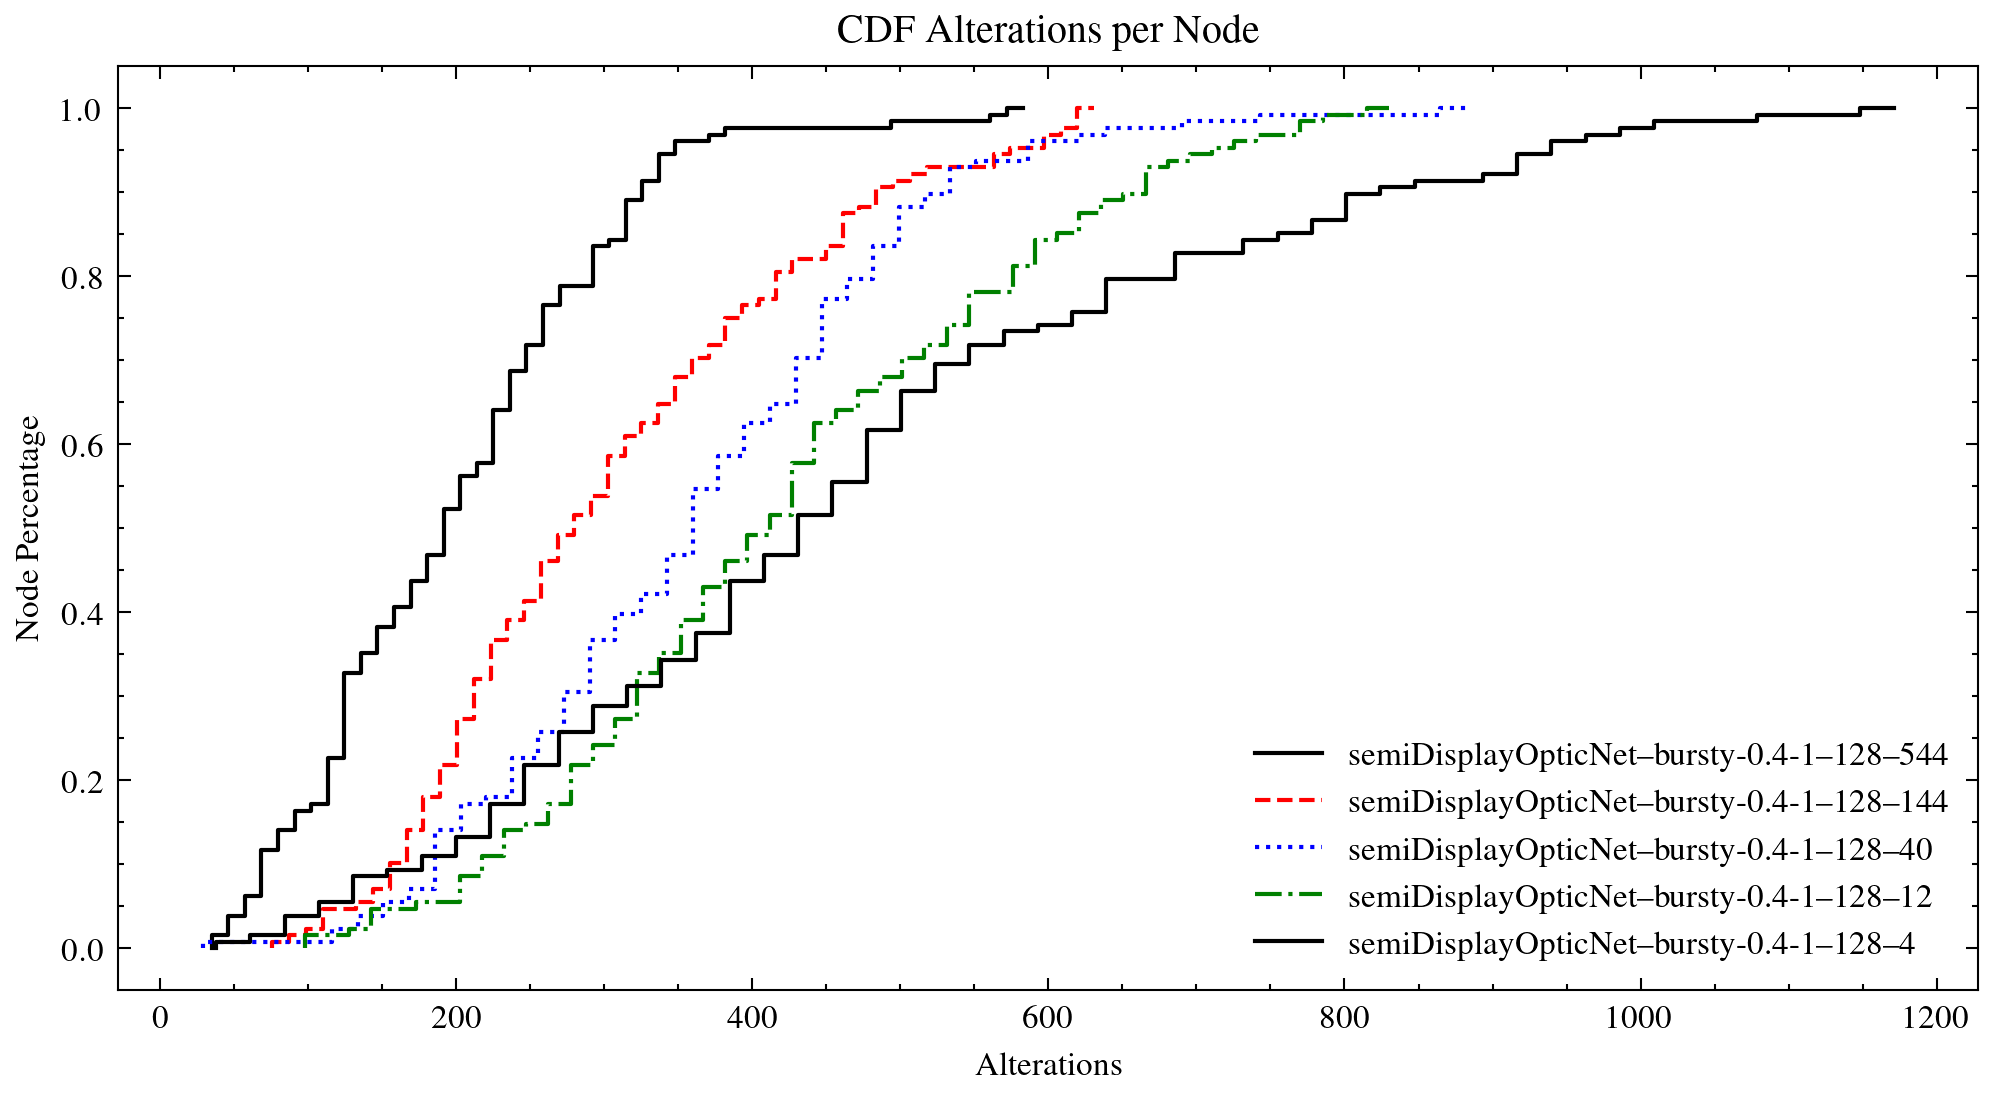 CDF Alterations per Node
1.0
0.8
0.6
0.4
0.2
0.0
Node Percentage
semiDisplayOpticNet–bursty-0.4-1–128–544
semiDisplayOpticNet–bursty-0.4-1–128–144
semiDisplayOpticNet–bursty-0.4-1–128–40
semiDisplayOpticNet–bursty-0.4-1–128–12
semiDisplayOpticNet–bursty-0.4-1–128–4
0 200 400 600 800 1000 1200
Alterations